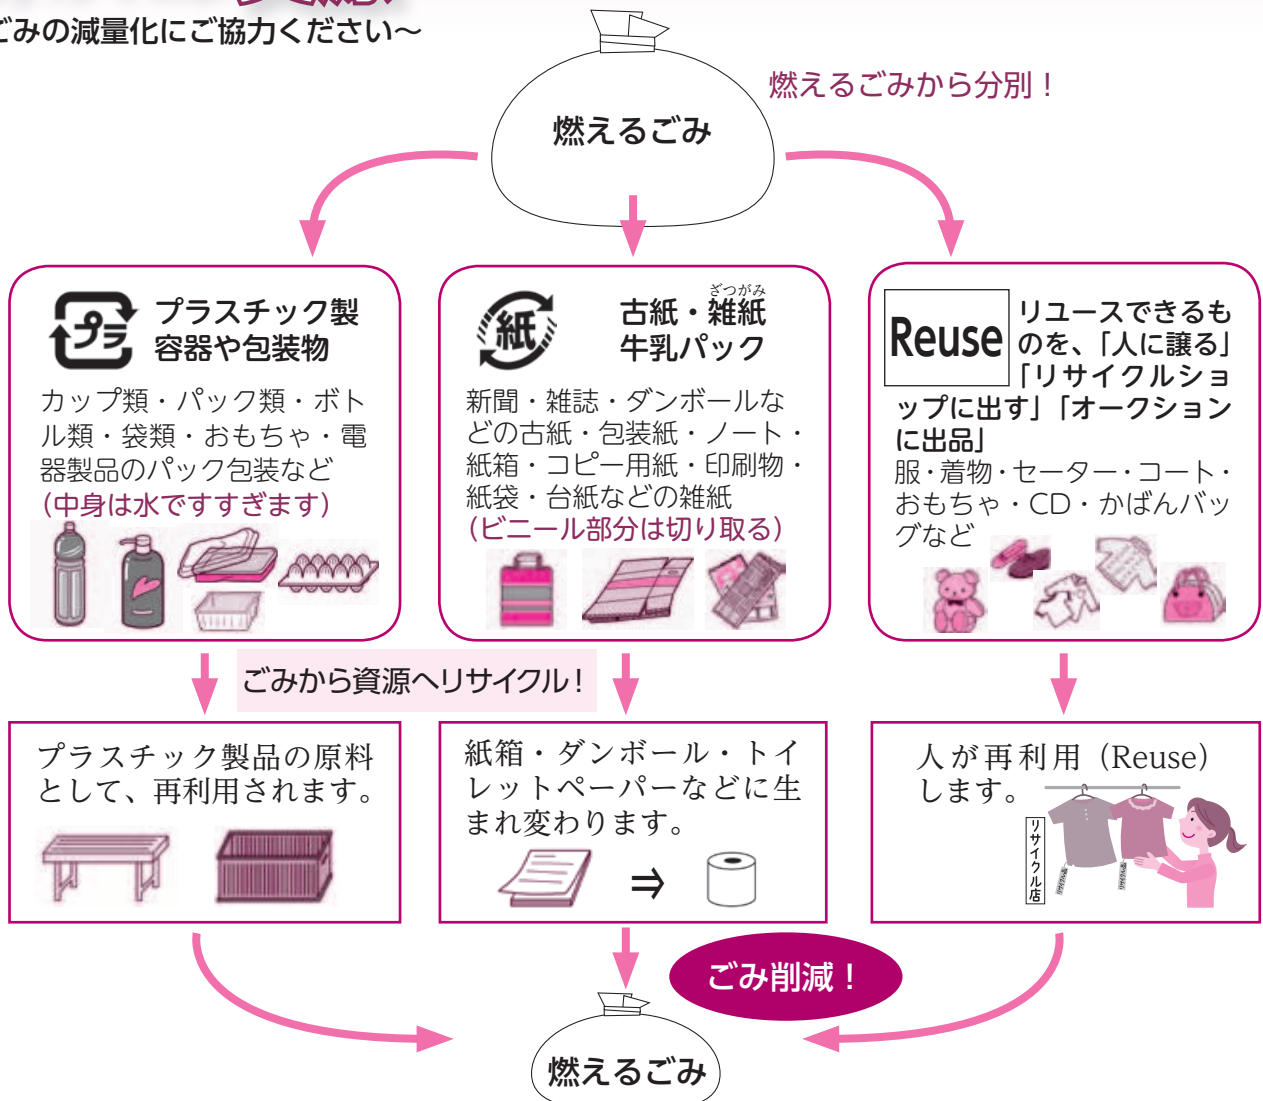 ごみの減量化にご協力ください～
燃えるごみ
燃えるごみから分別！
プラ
プラスチック製
容器や包装物
カップ類・パック類・ボト
ル類・袋類・おもちゃ・電
器製品のパック包装など
（中身は水ですすぎます）
紙
ざつがみ
古紙・雑紙
牛乳パック
新聞・雑誌・ダンボールな
どの古紙・包装紙・ノート・
紙箱・コピー用紙・印刷物・
紙袋・台紙などの雑紙
（ビニール部分は切り取る）
Reuse
リユースできるも
のを、「人に譲る」
「リサイクルショ
ップに出す」「オークション
に出品」
服・着物・セーター・コート・
おもちゃ・CD・かばんバッ
グなど
ごみから資源へリサイクル！
プラスチック製品の原料
として、再利用されます。
紙箱・ダンボール・トイ
レットペーパーなどに生
まれ変わります。
⇒
人が再利用（Reuse）
します。
リサイクル店
リサイクル品
リサイクル品
ごみ削減！
燃えるごみ